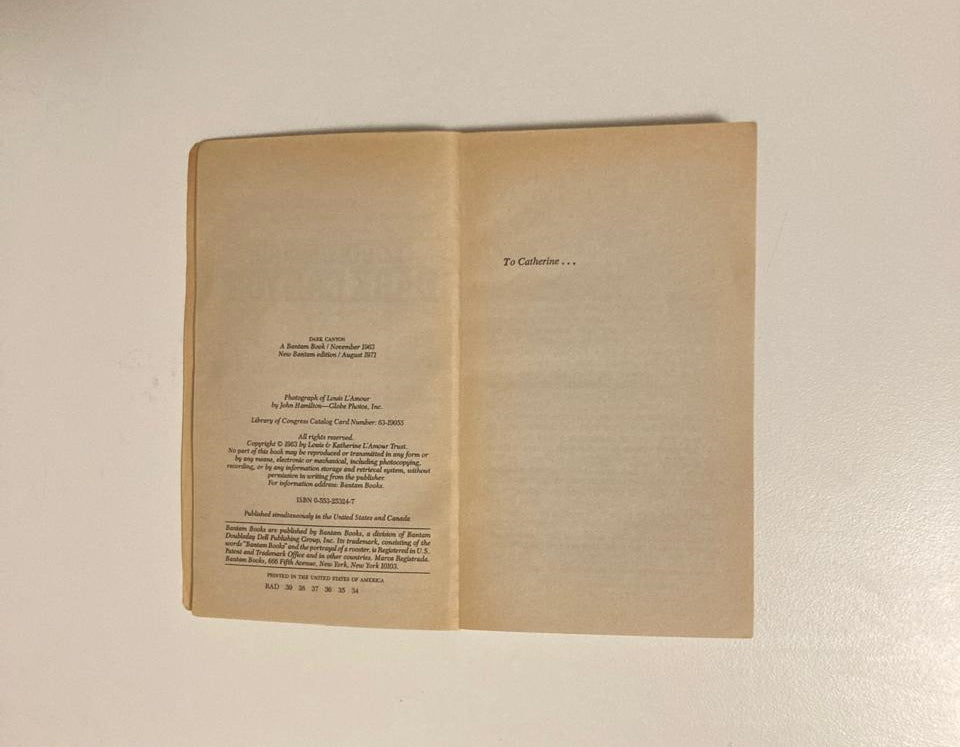 DARK CANYON
A Bantam Book / November 1963
New Bantam edition / August 1971
Photograph of Louis L'Amour
by John Hamilton—Globe Photos, Inc.
Library of Congress Catalog Card Number: 63-19055
All rights reserved.
Copyright © 1963 by Louis & Katherine L'Amour Trust.
No part of this book may be reproduced or transmitted in any form or
by any means, electronic or mechanical, including photocopying,
recording, or by any information storage and retrieval system, without
permission in writing from the publisher.
For information address: Bantam Books.
ISBN 0-553-25324-7
Published simultaneously in the United States and Canada
Bantam Books are published by Bantam Books, a division of Bantam
Doubleday Dell Publishing Group, Inc. Its trademark, consisting of the
words "Bantam Books" and the portrayal of a rooster, is Registered in U.S.
Patent and Trademark Office and in other countries. Marca Registrada.
Bantam Books, 666 Fifth Avenue, New York, New York 10103.
PRINTED IN THE UNITED STATES OF AMERICA
RAD 39 38 37 36 35 34
To Catherine . . .